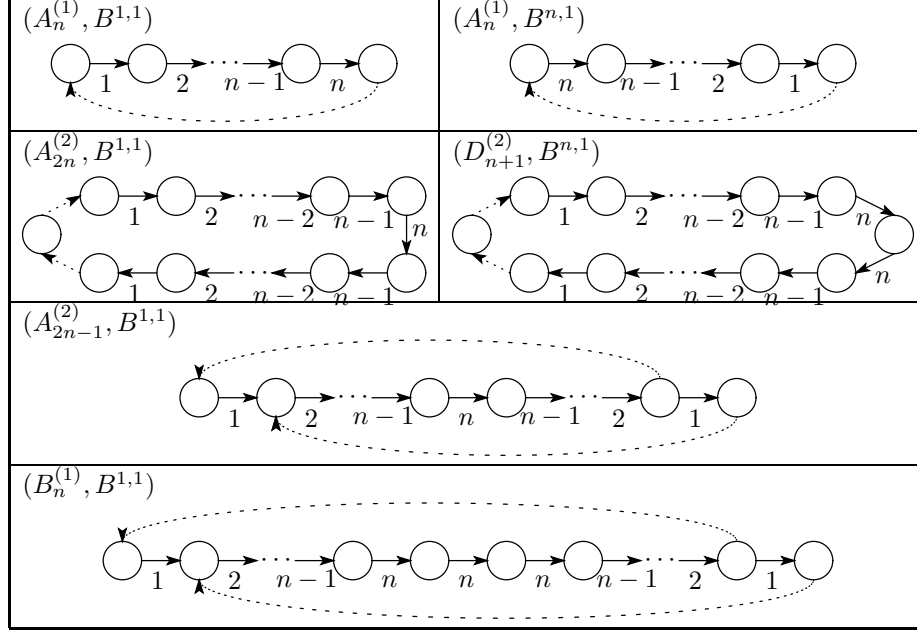 (A_n^{(1)}, B^{1,1})
1 2 ··· n − 1 n
(A_n^{(1)}, B^{n,1})
n n − 1 ··· 2 1
(A_{2n}^{(2)}, B^{1,1})
1 2 ··· n − 2 n − 1
n
1 2 ··· n − 2 n − 1
(D_{n+1}^{(2)}, B^{n,1})
1 2 ··· n − 2 n − 1 n
1 2 ··· n − 2 n − 1 n
(A_{2n−1}^{(2)}, B^{1,1})
1 2 ··· n − 1 n n − 1 ··· 2 1
(B_n^{(1)}, B^{1,1})
1 2 ··· n − 1 n n n n − 1 ··· 2 1